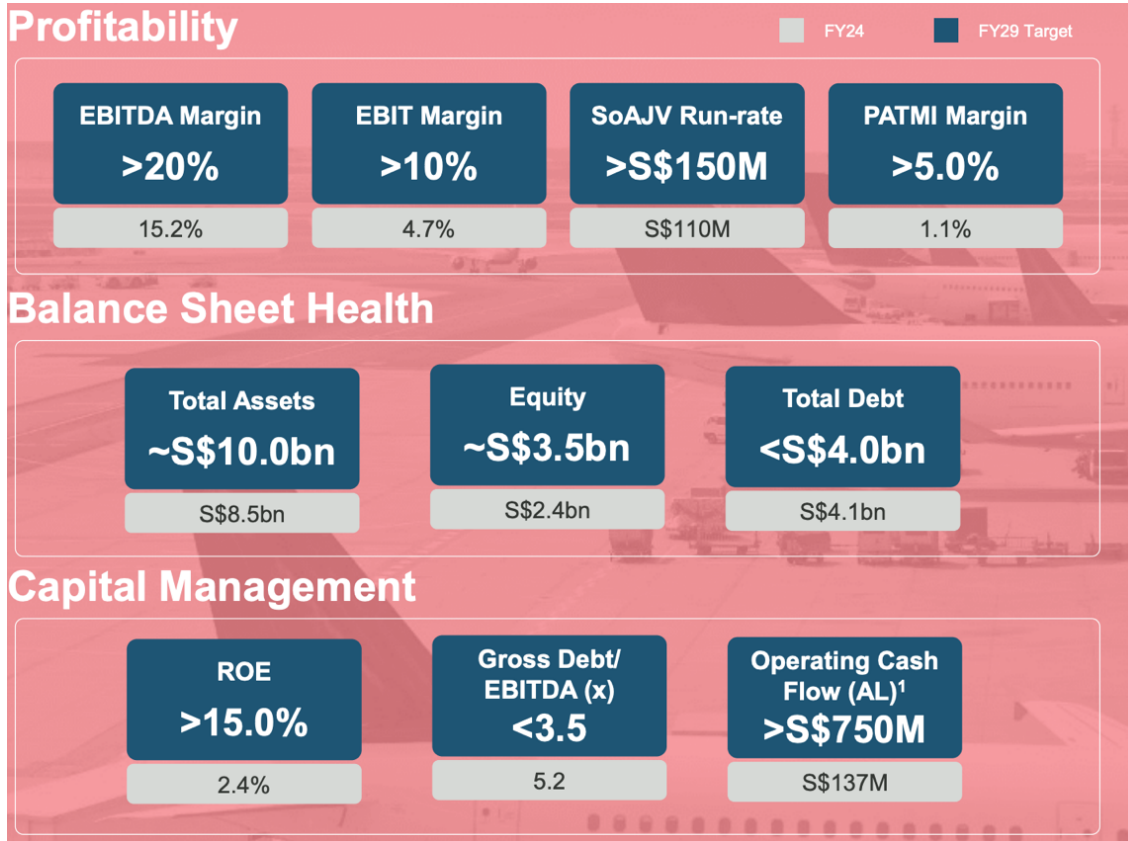 Profitability
FY24
FY29 Target
EBITDA Margin
>20%
15.2%
EBIT Margin
>10%
4.7%
SoAJV Run-rate
>S$150M
S$110M
PATMI Margin
>5.0%
1.1%
Balance Sheet Health
Total Assets
~S$10.0bn
S$8.5bn
Equity
~S$3.5bn
S$2.4bn
Total Debt
<S$4.0bn
S$4.1bn
Capital Management
ROE
>15.0%
2.4%
Gross Debt/
EBITDA (x)
<3.5
5.2
Operating Cash
Flow (AL)¹
>S$750M
S$137M